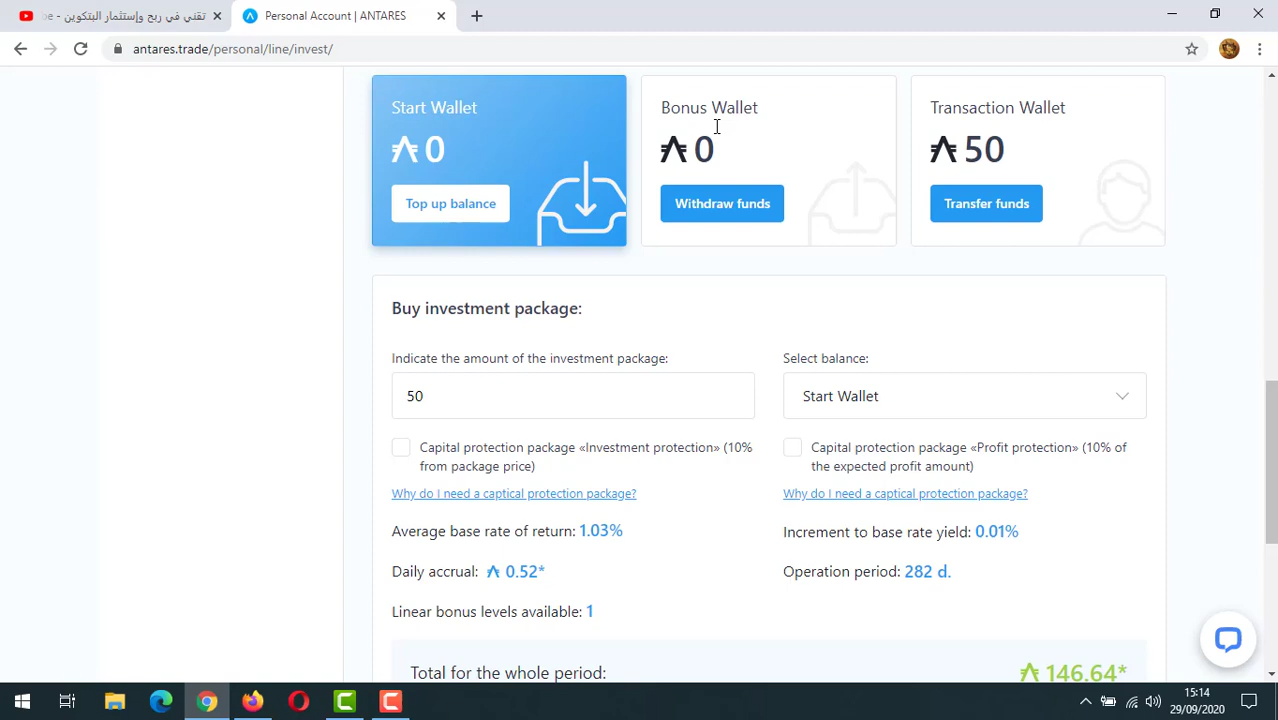 تقني في ربح وإستثمار البتكوين - be
Personal Account | ANTARES
antares.trade/personal/line/invest/
Start Wallet
0
Top up balance
Bonus Wallet
0
Withdraw funds
Transaction Wallet
50
Transfer funds
Buy investment package:
Indicate the amount of the investment package:
50
Select balance:
Start Wallet
Capital protection package «Investment protection» (10%
from package price)
Why do I need a captical protection package?
Capital protection package «Profit protection» (10% of
the expected profit amount)
Why do I need a captical protection package?
Average base rate of return: 1.03%
Increment to base rate yield: 0.01%
Daily accrual: 0.52*
Operation period: 282 d.
Linear bonus levels available: 1
Total for the whole period:
146.64*
15:14
29/09/2020